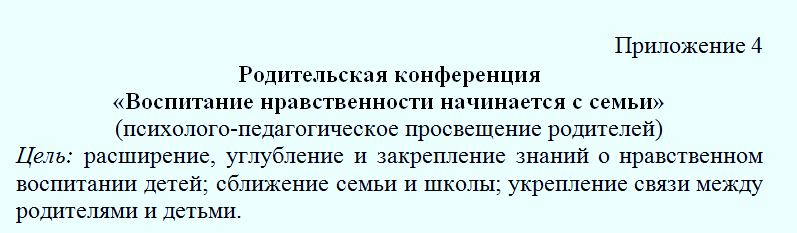 Приложение 4
Родительская конференция
«Воспитание нравственности начинается с семьи»
(психолого-педагогическое просвещение родителей)
Цель: расширение, углубление и закрепление знаний о нравственном
воспитании детей; сближение семьи и школы; укрепление связи между
родителями и детьми.